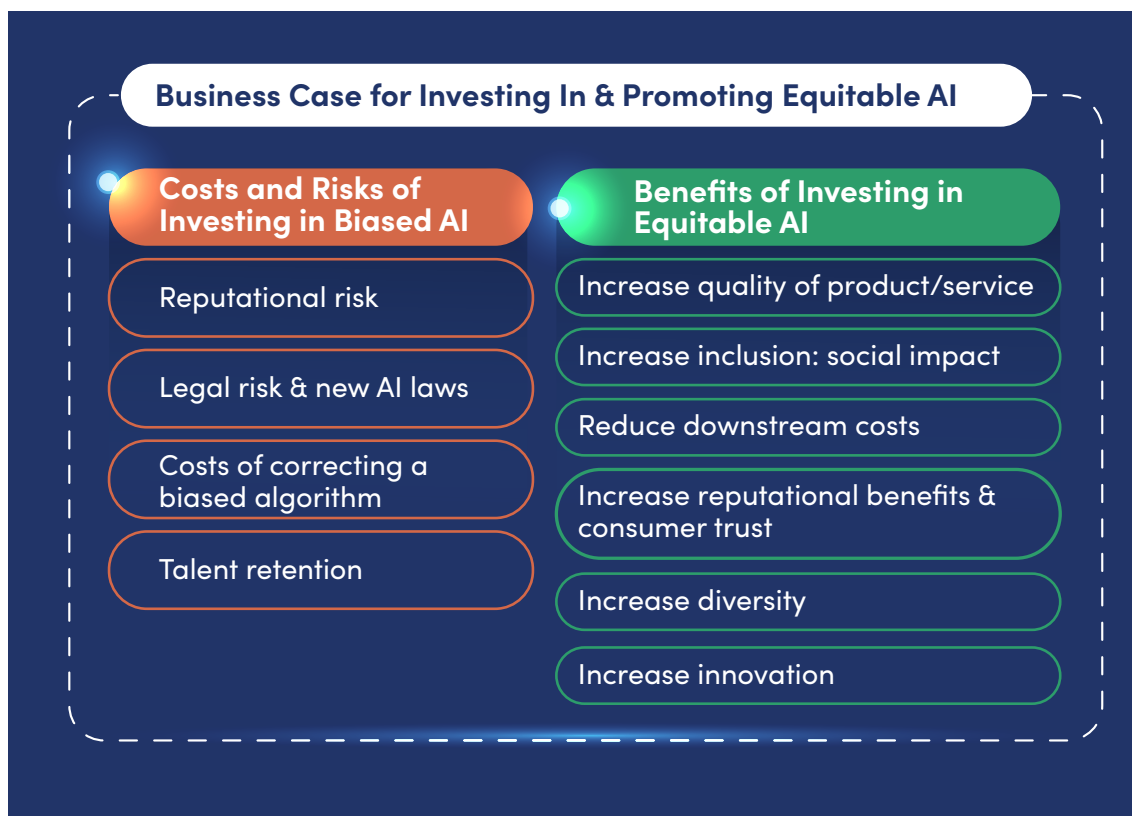 Business Case for Investing In & Promoting Equitable AI
Costs and Risks of
Investing in Biased AI
Reputational risk
Legal risk & new AI laws
Costs of correcting a
biased algorithm
Talent retention
Benefits of Investing in
Equitable AI
Increase quality of product/service
Increase inclusion: social impact
Reduce downstream costs
Increase reputational benefits &
consumer trust
Increase diversity
Increase innovation